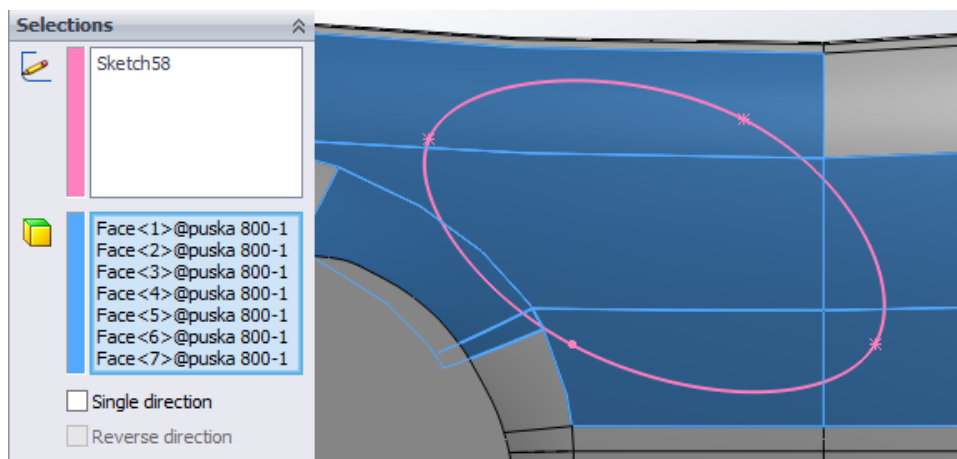 Selections
Sketch58
Face<1>@puska 800-1
Face<2>@puska 800-1
Face<3>@puska 800-1
Face<4>@puska 800-1
Face<5>@puska 800-1
Face<6>@puska 800-1
Face<7>@puska 800-1
Single direction
Reverse direction